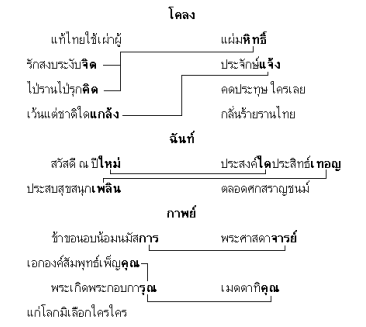 โคลง
แท้ไทยใช้เผ่าผู้ แผ่มหิทธิ์
รักสงบระงับจิต ประจักษ์แจ้ง
ไป่รานไป่รุกคิด คดประทุษ ใครเลย
เว้นแต่ชาติใดแกล้ง กลั่นร้ายรานไทย
ฉันท์
สวัสดี ณ ปีใหม่ ประสงค์ใดประสิทธิ์เทอญ
ประสบสุขสนุกเพลิน ตลอดศกสราญชนม์
กาพย์
ข้าขอนอบน้อมนมัสการ พระศาสดาจารย์
เอกองค์สัมพุทธ์เพ็ญคุณ
พระเกิดพระกอบการุณ เมตตาทิคุณ
แก่โลกมิเลือกใครใคร